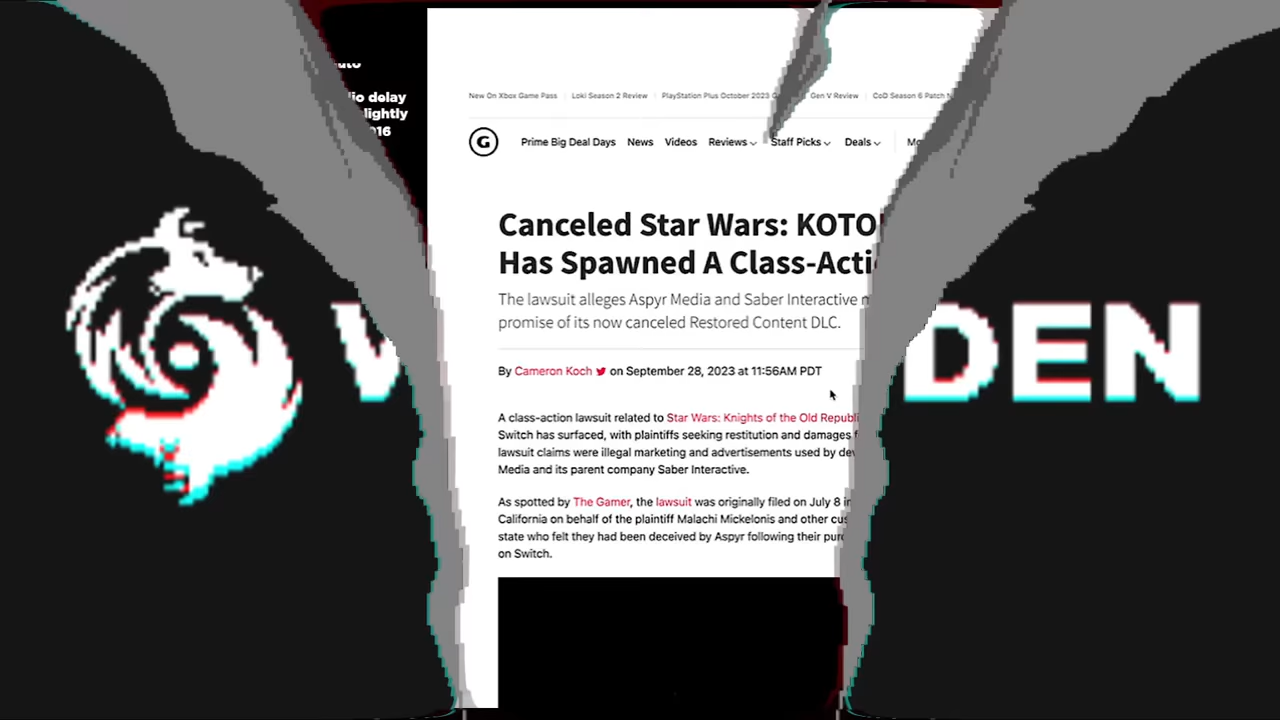 lio delay
lightly
016
New On Xbox Game Pass Loki Season 2 Review PlayStation Plus October 2023 Gen V Review CoD Season 6 Patch
G Prime Big Deal Days News Videos Reviews Staff Picks Deals
Canceled Star Wars: KOTO
Has Spawned A Class-Acti
The lawsuit alleges Aspyr Media and Saber Interactive
promise of its now canceled Restored Content DLC.
DEN
By Cameron Koch on September 28, 2023 at 11:56AM PDT
A class-action lawsuit related to Star Wars: Knights of the Old Republi
Switch has surfaced, with plaintiffs seeking restitution and damages
lawsuit claims were illegal marketing and advertisements used by dev
Media and its parent company Saber Interactive.
As spotted by The Gamer, the lawsuit was originally filed on July 8 in
California on behalf of the plaintiff Malachi Mickelonis and other cus
state who felt they had been deceived by Aspyr following their pur
on Switch.